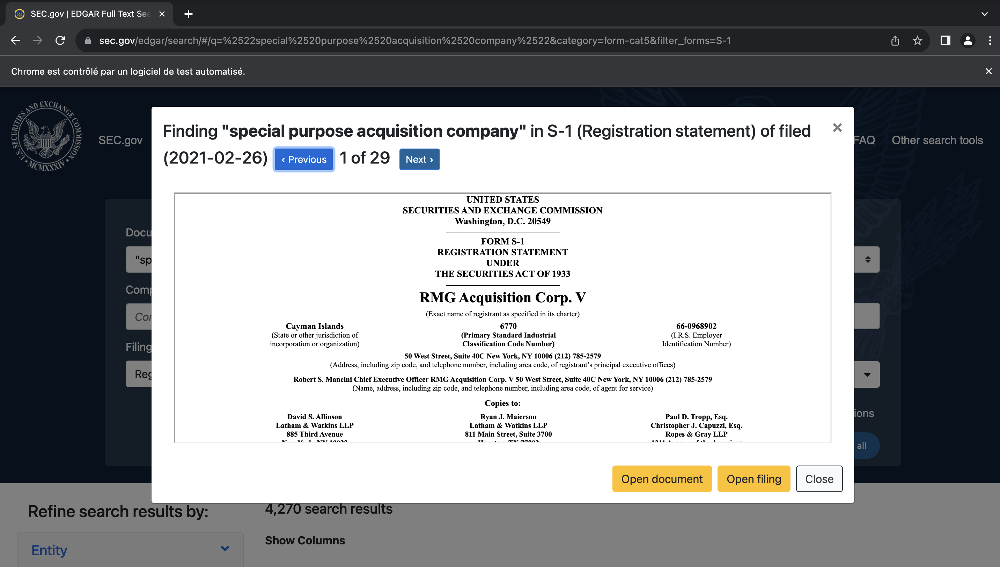 SEC.gov | EDGAR Full Text Sea
sec.gov/edgar/search/#/q=%2522special%2520purpose%2520acquisition%2520company%2522&category=form-cat5&filter_forms=S-1
Chrome est contrôlé par un logiciel de test automatisé.
U.S. SECURITIES AND EXCHANGE COMMISSION
MCMXXXIV
SEC.gov
FAQ
Other search tools
Finding "special purpose acquisition company" in S-1 (Registration statement) of filed
(2021-02-26) ‹ Previous 1 of 29 Next ›
×
Docu
"sp
Comp
Cor
Filing
Reg
ions
all
UNITED STATES
SECURITIES AND EXCHANGE COMMISSION
Washington, D.C. 20549
FORM S-1
REGISTRATION STATEMENT
UNDER
THE SECURITIES ACT OF 1933
RMG Acquisition Corp. V
(Exact name of registrant as specified in its charter)
Cayman Islands
(State or other jurisdiction of
incorporation or organization)
6770
(Primary Standard Industrial
Classification Code Number)
66-0968902
(I.R.S. Employer
Identification Number)
50 West Street, Suite 40C New York, NY 10006 (212) 785-2579
(Address, including zip code, and telephone number, including area code, of registrant’s principal executive offices)
Robert S. Mancini Chief Executive Officer RMG Acquisition Corp. V 50 West Street, Suite 40C New York, NY 10006 (212) 785-2579
(Name, address, including zip code, and telephone number, including area code, of agent for service)
Copies to:
David S. Allinson
Latham & Watkins LLP
885 Third Avenue
Ryan J. Maierson
Latham & Watkins LLP
811 Main Street, Suite 3700
Paul D. Tropp, Esq.
Christopher J. Capuzzi, Esq.
Ropes & Gray LLP
Open document
Open filing
Close
Refine search results by:
4,270 search results
Entity
Show Columns